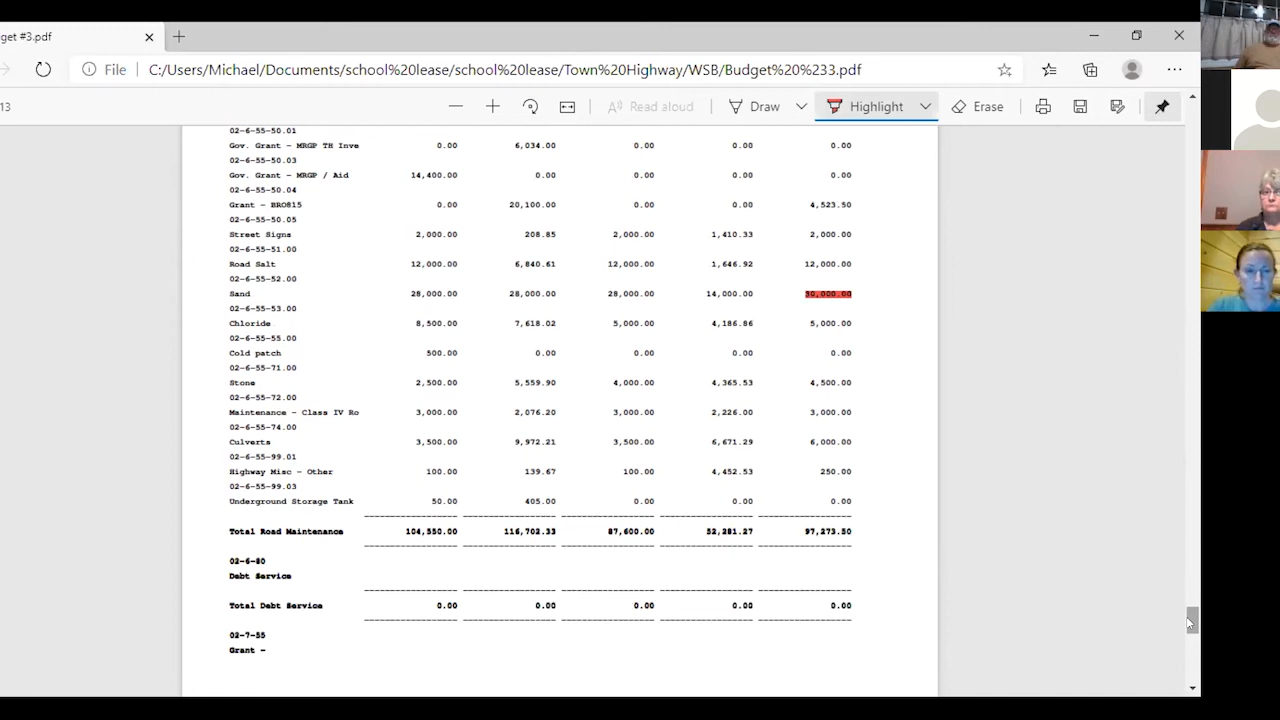 get #3.pdf
File C:/Users/Michael/Documents/school%20lease/school%20lease/Town%20Highway/WSB/Budget%20%233.pdf
13 Read aloud Draw Highlight Erase
02-6-55-50.01
Gov. Grant - MRGP TH Inve 0.00 6,034.00 0.00 0.00 0.00
02-6-55-50.03
Gov. Grant - MRGP / Aid 14,400.00 0.00 0.00 0.00 0.00
02-6-55-50.04
Grant - BR0815 0.00 20,100.00 0.00 0.00 4,523.50
02-6-55-50.05
Street Signs 2,000.00 208.85 2,000.00 1,410.33 2,000.00
02-6-55-51.00
Road Salt 12,000.00 6,840.61 12,000.00 1,646.92 12,000.00
02-6-55-52.00
Sand 28,000.00 28,000.00 28,000.00 14,000.00 30,000.00
02-6-55-53.00
Chloride 8,500.00 7,618.02 5,000.00 4,186.86 5,000.00
02-6-55-55.00
Cold patch 500.00 0.00 0.00 0.00 0.00
02-6-55-71.00
Stone 2,500.00 5,559.90 4,000.00 4,365.53 4,500.00
02-6-55-72.00
Maintenance - Class IV Ro 3,000.00 2,076.20 3,000.00 2,226.00 3,000.00
02-6-55-74.00
Culverts 3,500.00 9,972.21 3,500.00 6,671.29 6,000.00
02-6-55-99.01
Highway Misc - Other 100.00 139.67 100.00 4,452.53 250.00
02-6-55-99.03
Underground Storage Tank 50.00 405.00 0.00 0.00 0.00
Total Road Maintenance 104,550.00 116,702.33 87,600.00 52,281.27 97,273.50
02-6-80
Debt Service
Total Debt Service 0.00 0.00 0.00 0.00 0.00
02-7-55
Grant -